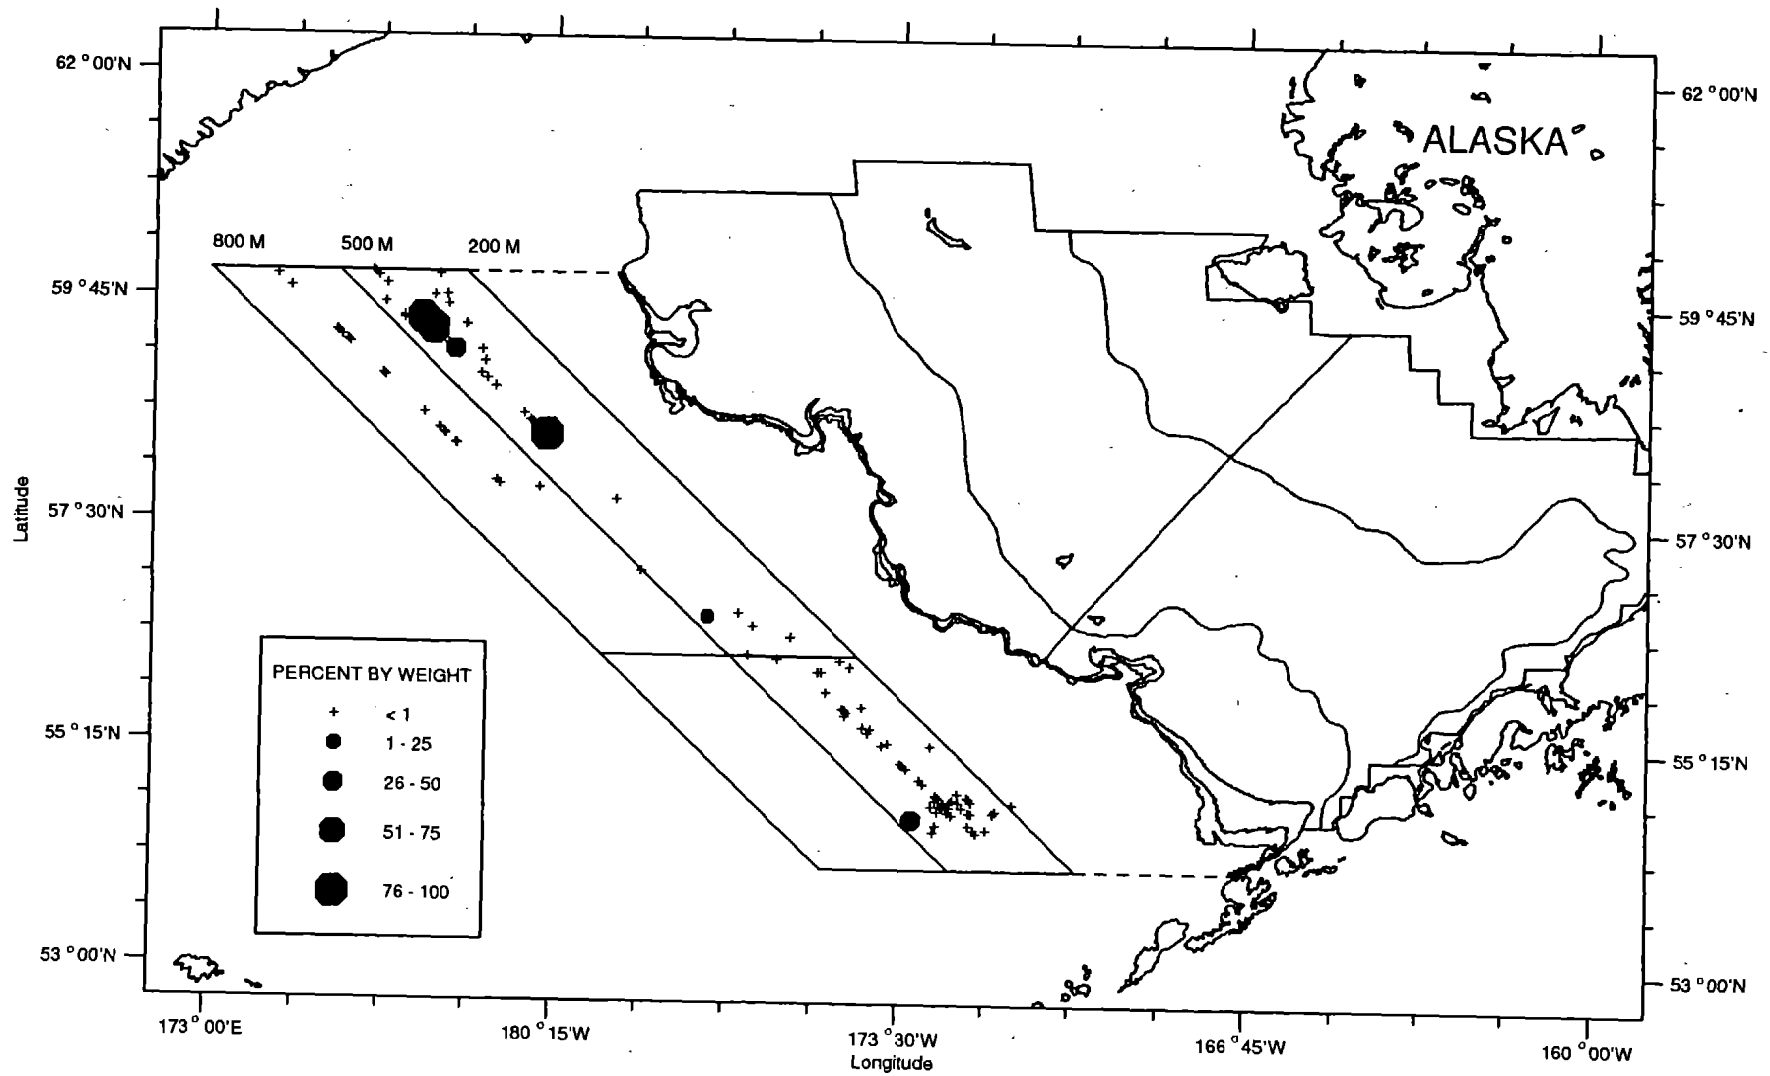 62 °00'N
62 °00'N
ALASKA
800 M
500 M
200 M
59 °45'N
59 °45'N
57 °30'N
57 °30'N
Latitude
PERCENT BY WEIGHT
< 1
1 - 25
26 - 50
51 - 75
76 - 100
55 °15'N
55 °15'N
53 °00'N
53 °00'N
173 °00'E
180 °15'W
173 °30'W
166 °45'W
160 °00'W
Longitude